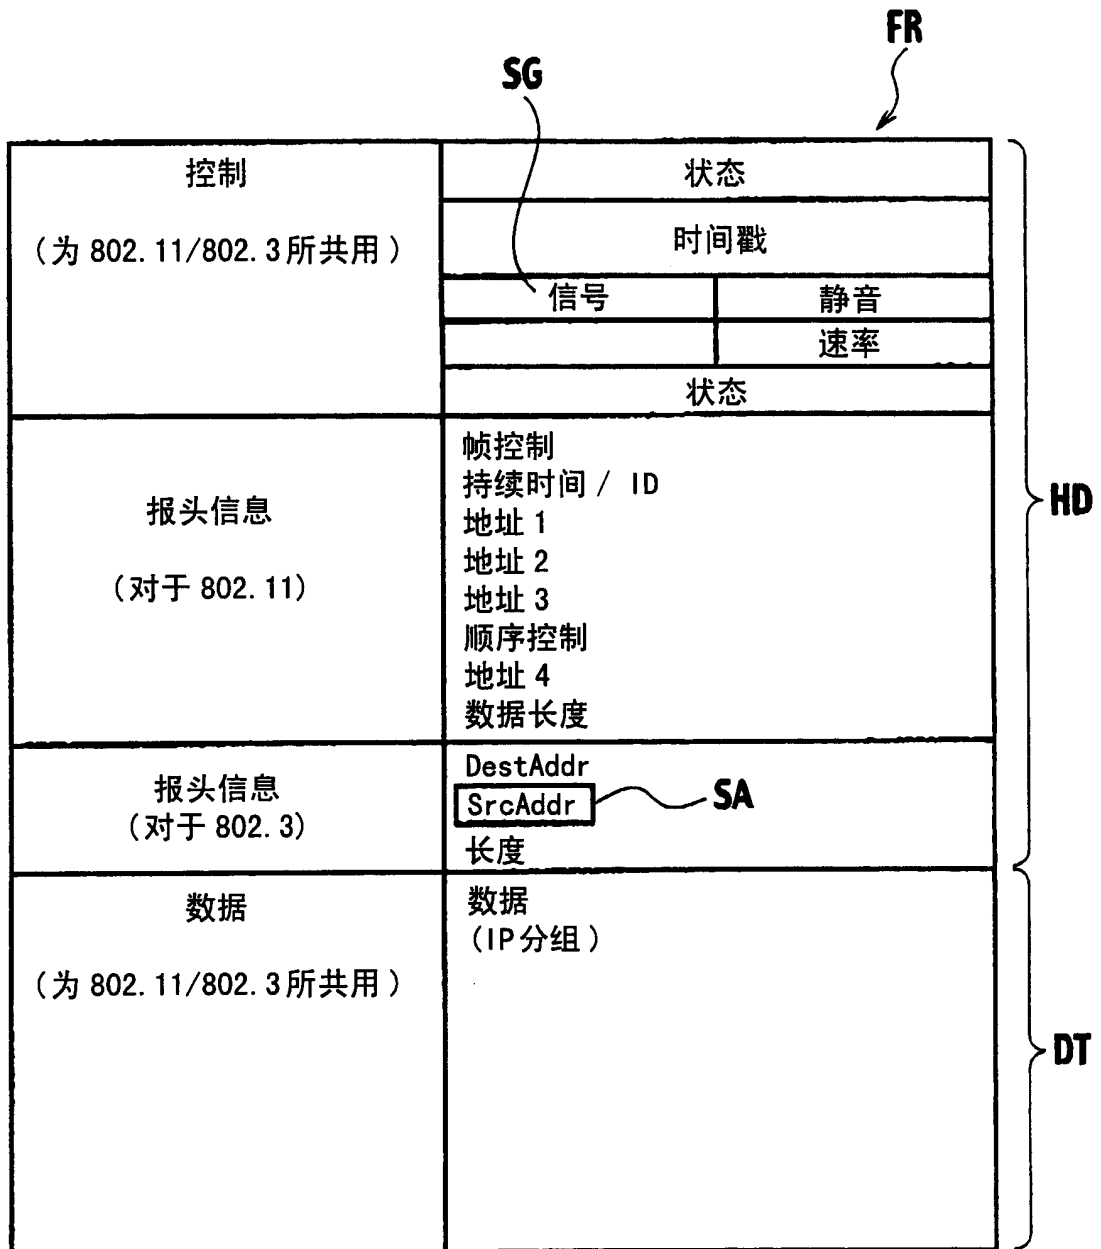 FR
SG
控制
(为 802.11/802.3所共用)
状态
时间戳
信号
静音
速率
状态
报头信息
(对于 802.11)
帧控制
持续时间 / ID
地址 1
地址 2
地址 3
顺序控制
地址 4
数据长度
HD
报头信息
(对于 802.3)
DestAddr
SrcAddr
SA
长度
数据
(为 802.11/802.3所共用)
数据
(IP分组)
DT